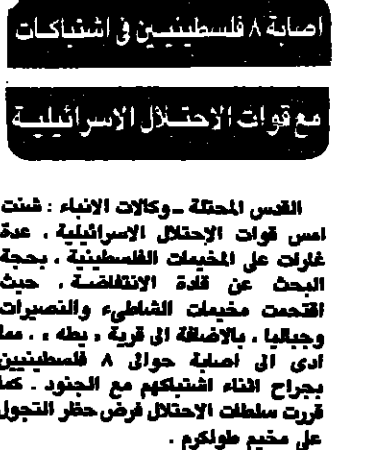 اصابة ٨ فلسطينيين في اشتباكات
مع قوات الاحتلال الاسرائيلية
القدس المحتلة ـ وكالات الانباء : شنت
امس قوات الإحتلال الاسرائيلية ، عدة
غارات على المخيمات الفلسطينية ، بحجة
البحث عن قادة الانتفاضة ، حيث
اقتحمت مخيمات الشاطيء والنصيرات
وجباليا ، بالاضافة الى قرية « يطه » ، مما
أدى الى اصابة حوالى ٨ فلسطينيين
بجراح اثناء اشتباكهم مع الجنود . كما
قررت سلطات الاحتلال فرض حظر التجول
على مخيم طولكرم .